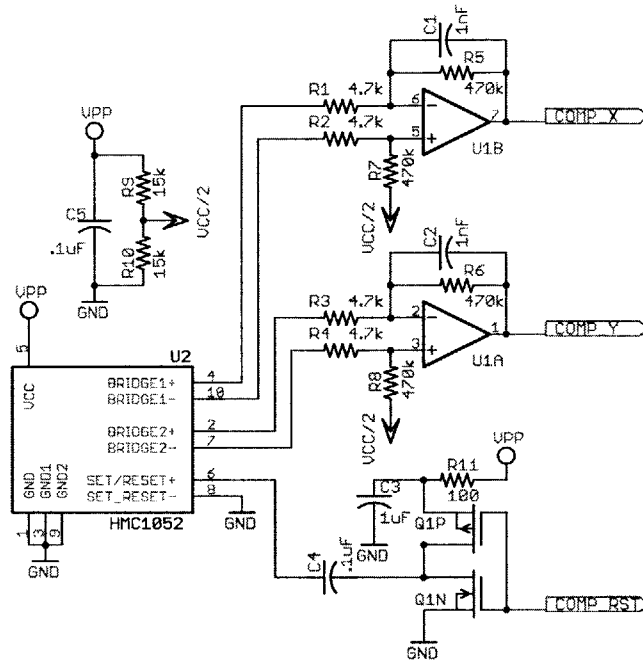 C1
1nF
R5
470k
R1
4.7k
R2
4.7k
6
5
7
U1B
COMP_X
R7
470k
VCC/2
VPP
C5
.1uF
R9
15k
R10
15k
VCC/2
GND
C2
1nF
R6
470k
R3
4.7k
R4
4.7k
2
3
1
U1A
COMP_Y
R8
470k
VCC/2
VPP
5
U2
VCC
BRIDGE1+
4
BRIDGE1-
10
BRIDGE2+
2
BRIDGE2-
7
SET/RESET+
6
SET_RESET-
8
GND
GND
GND1
GND2
1
3
9
HMC1052
GND
VPP
R11
100
C3
1uF
GND
Q1P
C4
.1uF
Q1N
COMP_RST
GND